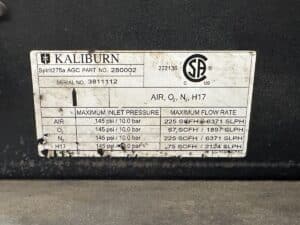 KALIBURN
Spirit275a AGC PART NO. 280002
SERIAL NO. 3811112
222136
AIR, O₂, N₂, H17
MAXIMUM INLET PRESSURE MAXIMUM FLOW RATE
AIR 145 psi / 10.0 bar 225 SCFH / 6371 SLPH
O₂ 145 psi / 10.0 bar 67 SCFH / 1897 SLPH
N₂ 145 psi / 10.0 bar 225 SCFH / 6371 SLPH
H17 145 psi / 10.0 bar 75 SCFH / 2124 SLPH